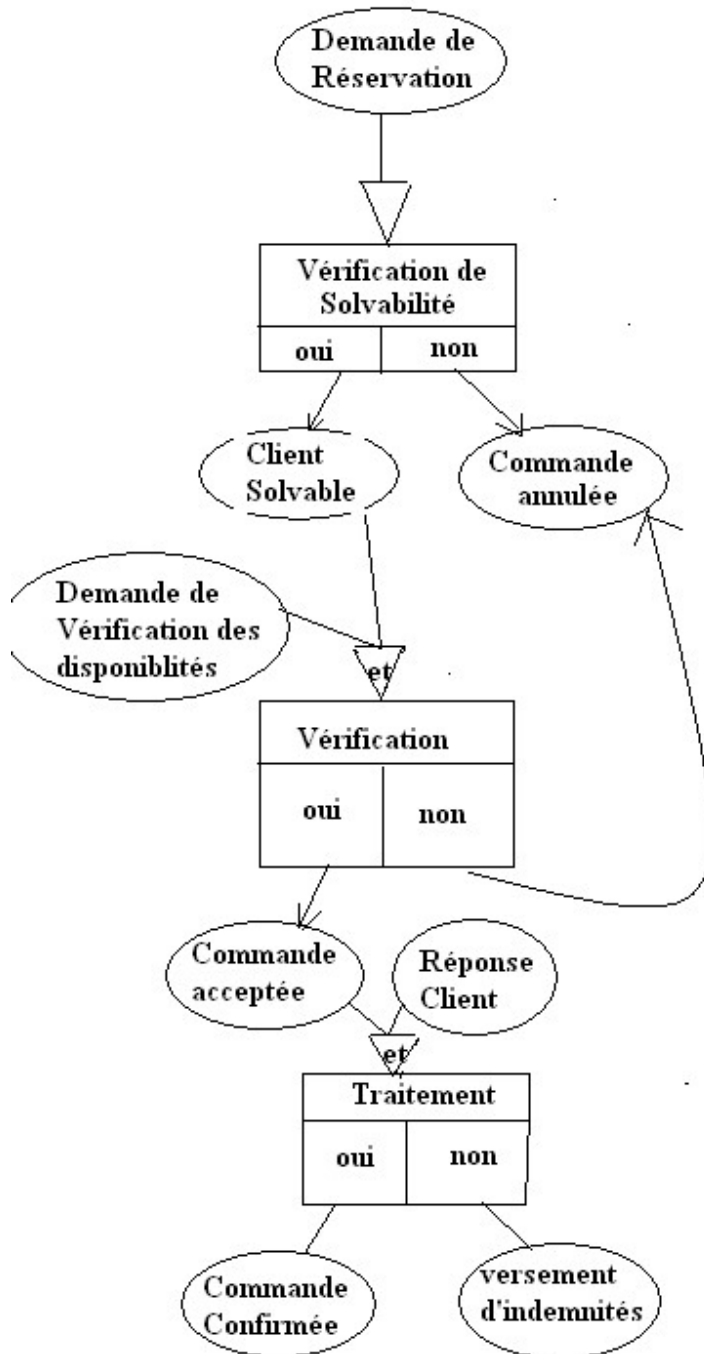 Demande de
Réservation
Vérification de
Solvabilité
oui
non
Client
Solvable
Commande
annulée
Demande de
Vérification des
disponiblités
et
Vérification
oui
non
Commande
acceptée
Réponse
Client
et
Traitement
oui
non
Commande
Confirmée
versement
d'indemnités